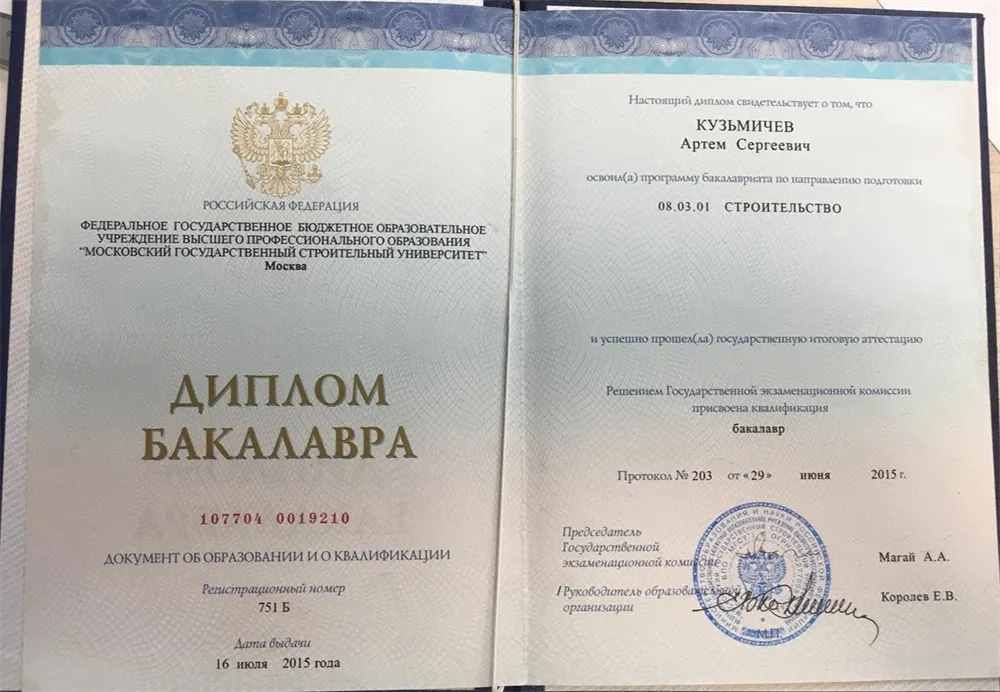 РОССИЙСКАЯ ФЕДЕРАЦИЯ
ФЕДЕРАЛЬНОЕ ГОСУДАРСТВЕННОЕ БЮДЖЕТНОЕ ОБРАЗОВАТЕЛЬНОЕ
УЧРЕЖДЕНИЕ ВЫСШЕГО ПРОФЕССИОНАЛЬНОГО ОБРАЗОВАНИЯ
"МОСКОВСКИЙ ГОСУДАРСТВЕННЫЙ СТРОИТЕЛЬНЫЙ УНИВЕРСИТЕТ"
Москва
ДИПЛОМ
БАКАЛАВРА
107704 0019210
ДОКУМЕНТ ОБ ОБРАЗОВАНИИ И О КВАЛИФИКАЦИИ
Регистрационный номер
751 Б
Дата выдачи
16 июля 2015 года
Настоящий диплом свидетельствует о том, что
КУЗЬМИЧЕВ
Артем Сергеевич
освоил(а) программу бакалавриата по направлению подготовки
08.03.01 СТРОИТЕЛЬСТВО
и успешно прошел(ла) государственную итоговую аттестацию
Решением Государственной экзаменационной комиссии
присвоена квалификация
бакалавр
Протокол № 203 от «29» июня 2015 г.
Председатель
Государственной
экзаменационной комиссии
Магай А.А.
Руководитель образовательной
организации
Королев Е.В.
М.П.